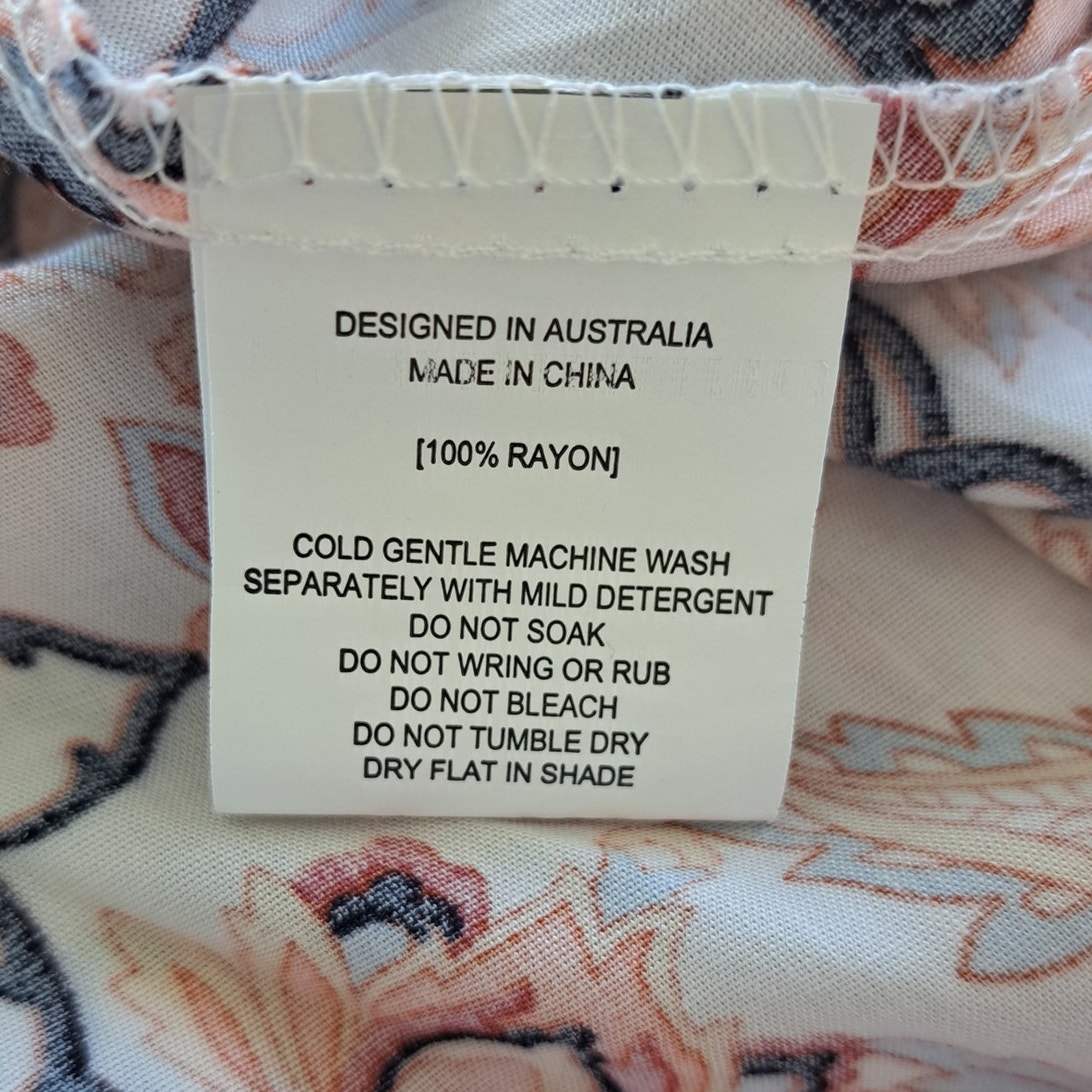 DESIGNED IN AUSTRALIA
MADE IN CHINA
[100% RAYON]
COLD GENTLE MACHINE WASH
SEPARATELY WITH MILD DETERGENT
DO NOT SOAK
DO NOT WRING OR RUB
DO NOT BLEACH
DO NOT TUMBLE DRY
DRY FLAT IN SHADE